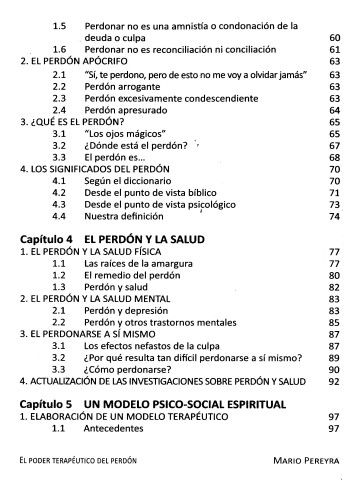 1.5 Perdonar no es una amnistía o condonación de la
deuda o culpa 60
1.6 Perdonar no es reconciliación ni conciliación 61
2. EL PERDÓN APÓCRIFO 63
2.1 “Sí, te perdono, pero de esto no me voy a olvidar jamás” 63
2.2 Perdón arrogante 63
2.3 Perdón excesivamente condescendiente 63
2.4 Perdón apresurado 64
3. ¿QUÉ ES EL PERDÓN? 65
3.1 “Los ojos mágicos” 65
3.2 ¿Dónde está el perdón? 67
3.3 El perdón es... 68
4. LOS SIGNIFICADOS DEL PERDÓN 70
4.1 Según el diccionario 70
4.2 Desde el punto de vista bíblico 71
4.3 Desde el punto de vista psicológico 73
4.4 Nuestra definición 74
Capítulo 4 EL PERDÓN Y LA SALUD
1. EL PERDÓN Y LA SALUD FÍSICA 77
1.1 Las raíces de la amargura 77
1.2 El remedio del perdón 80
1.3 Perdón y salud 82
2. EL PERDÓN Y LA SALUD MENTAL 83
2.1 Perdón y depresión 83
2.2 Perdón y otros trastornos mentales 85
3. EL PERDONARSE A SÍ MISMO 87
3.1 Los efectos nefastos de la culpa 87
3.2 ¿Por qué resulta tan difícil perdonarse a sí mismo? 89
3.3 ¿Cómo perdonarse? 90
4. ACTUALIZACIÓN DE LAS INVESTIGACIONES SOBRE PERDÓN Y SALUD 92
Capítulo 5 UN MODELO PSICO-SOCIAL ESPIRITUAL
1. ELABORACIÓN DE UN MODELO TERAPÉUTICO 97
1.1 Antecedentes 97
EL PODER TERAPÉUTICO DEL PERDÓN MARIO PEREYRA